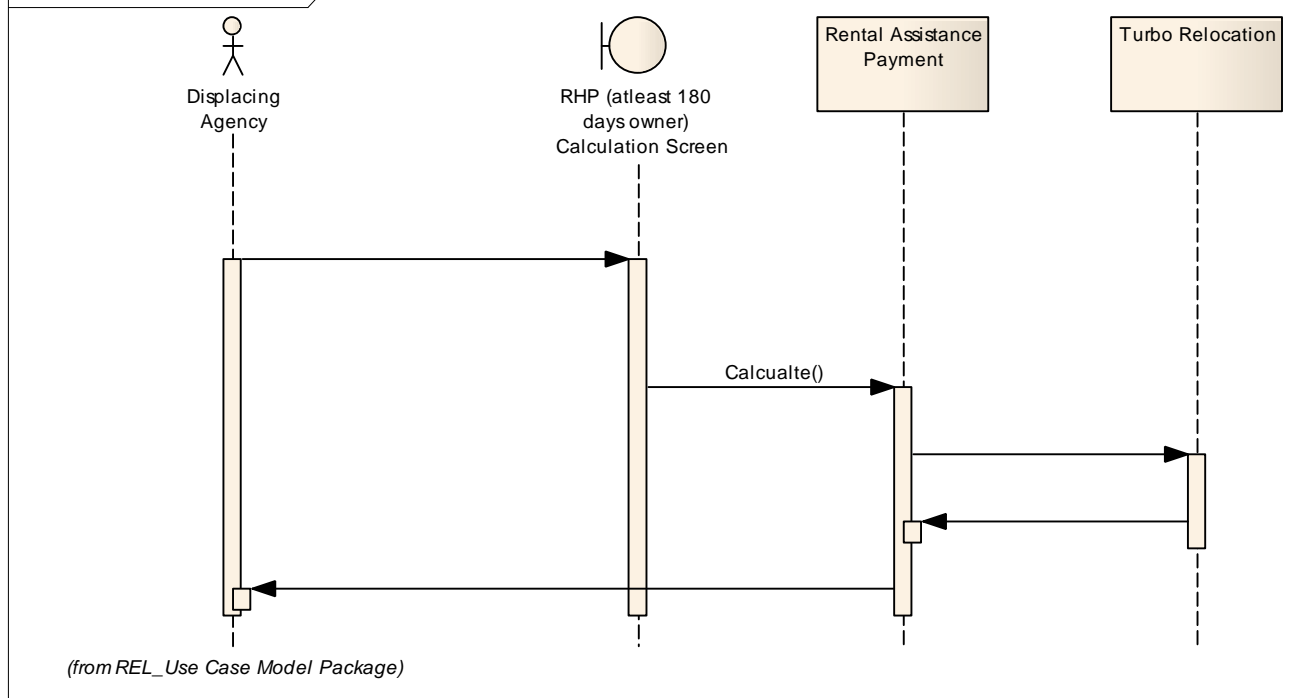 Displacing
Agency
RHP (atleast 180
days owner)
Calculation Screen
Rental Assistance
Payment
Turbo Relocation
Calcualte()
(from REL_Use Case Model Package)